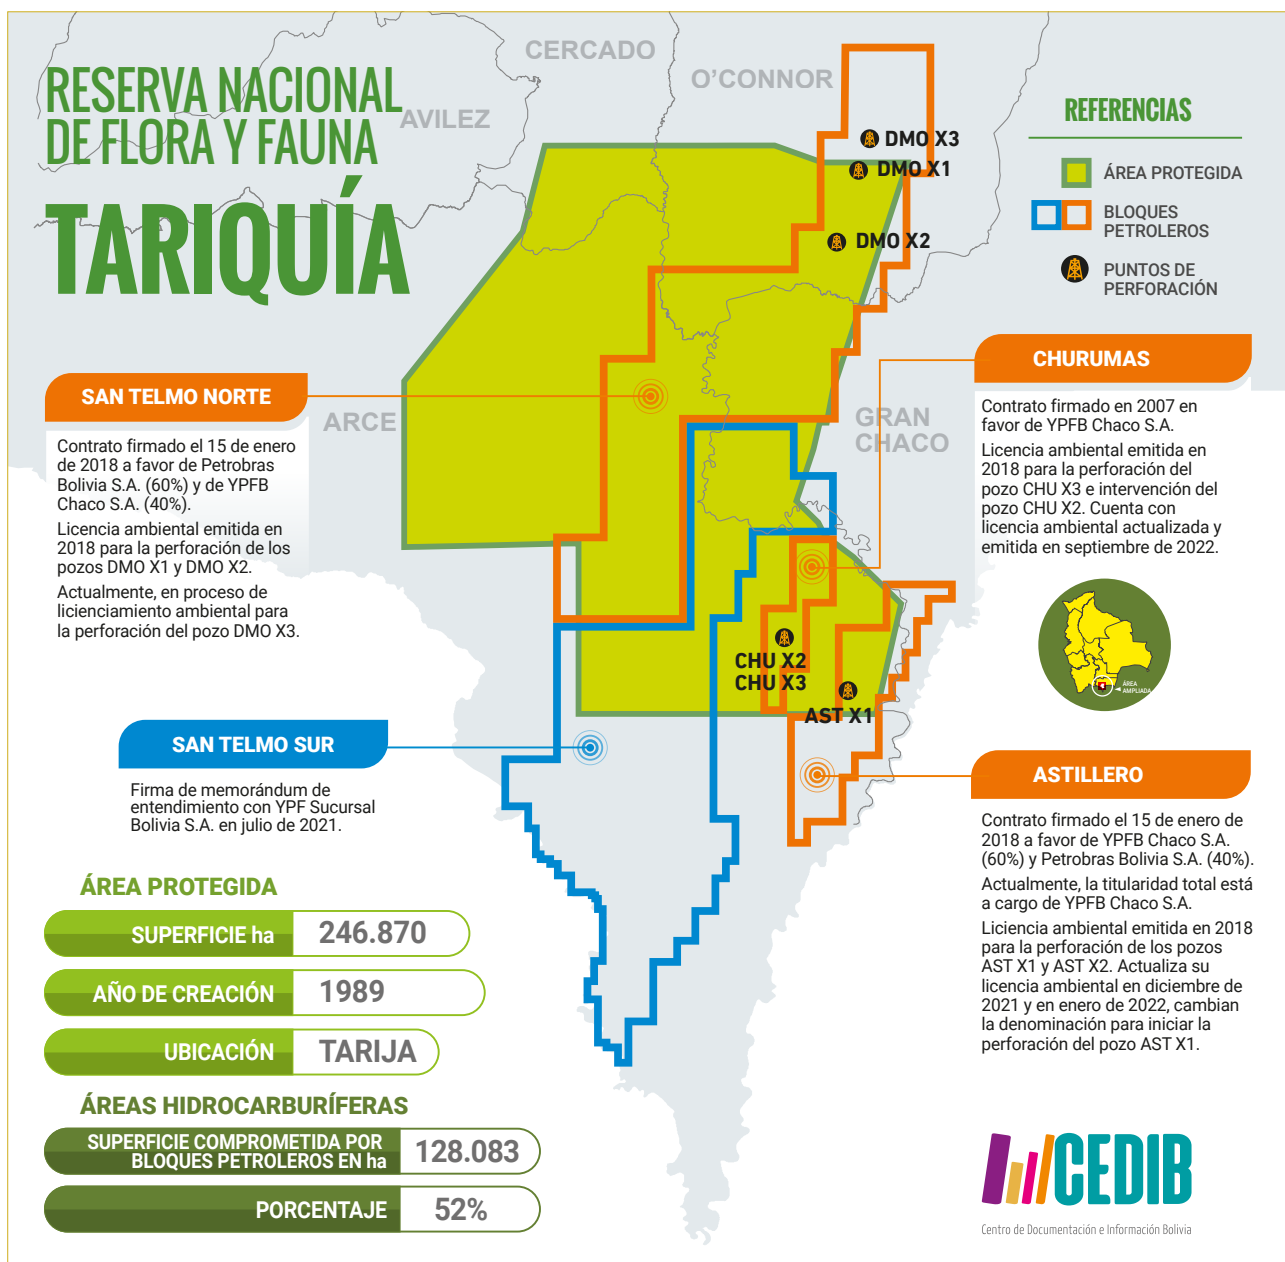 RESERVA NACIONAL
DE FLORA Y FAUNA
TARIQUÍA
CERCADO
O'CONNOR
AVILEZ
ARCE
GRAN
CHACO
DMO X3
DMO X1
DMO X2
CHU X2
CHU X3
AST X1
REFERENCIAS
ÁREA PROTEGIDA
BLOQUES
PETROLEROS
PUNTOS DE
PERFORACIÓN
SAN TELMO NORTE
Contrato firmado el 15 de enero
de 2018 a favor de Petrobras
Bolivia S.A. (60%) y de YPFB
Chaco S.A. (40%).
Licencia ambiental emitida en
2018 para la perforación de los
pozos DMO X1 y DMO X2.
Actualmente, en proceso de
licienciamiento ambiental para
la perforación del pozo DMO X3.
CHURUMAS
Contrato firmado en 2007 en
favor de YPFB Chaco S.A.
Licencia ambiental emitida en
2018 para la perforación del
pozo CHU X3 e intervención del
pozo CHU X2. Cuenta con
licencia ambiental actualizada y
emitida en septiembre de 2022.
ÁREA
AMPLIADA
SAN TELMO SUR
Firma de memorándum de
entendimiento con YPF Sucursal
Bolivia S.A. en julio de 2021.
ASTILLERO
Contrato firmado el 15 de enero de
2018 a favor de YPFB Chaco S.A.
(60%) y Petrobras Bolivia S.A. (40%).
Actualmente, la titularidad total está
a cargo de YPFB Chaco S.A.
Liciencia ambiental emitida en 2018
para la perforación de los pozos
AST X1 y AST X2. Actualiza su
licencia ambiental en diciembre de
2021 y en enero de 2022, cambian
la denominación para iniciar la
perforación del pozo AST X1.
ÁREA PROTEGIDA
SUPERFICIE ha 246.870
AÑO DE CREACIÓN 1989
UBICACIÓN TARIJA
ÁREAS HIDROCARBURÍFERAS
SUPERFICIE COMPROMETIDA POR
BLOQUES PETROLEROS EN ha 128.083
PORCENTAJE 52%
CEDIB
Centro de Documentación e Información Bolivia